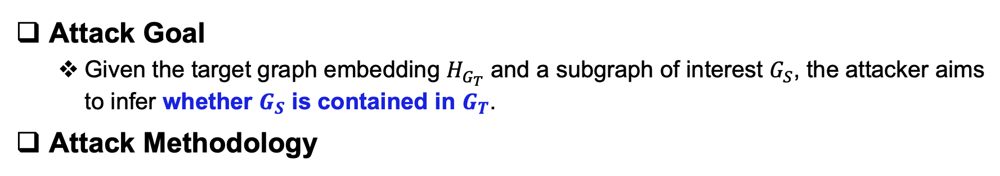 ❑ Attack Goal
❖ Given the target graph embedding $H_{G_T}$ and a subgraph of interest $G_S$, the attacker aims
to infer whether $G_S$ is contained in $G_T$.
❑ Attack Methodology